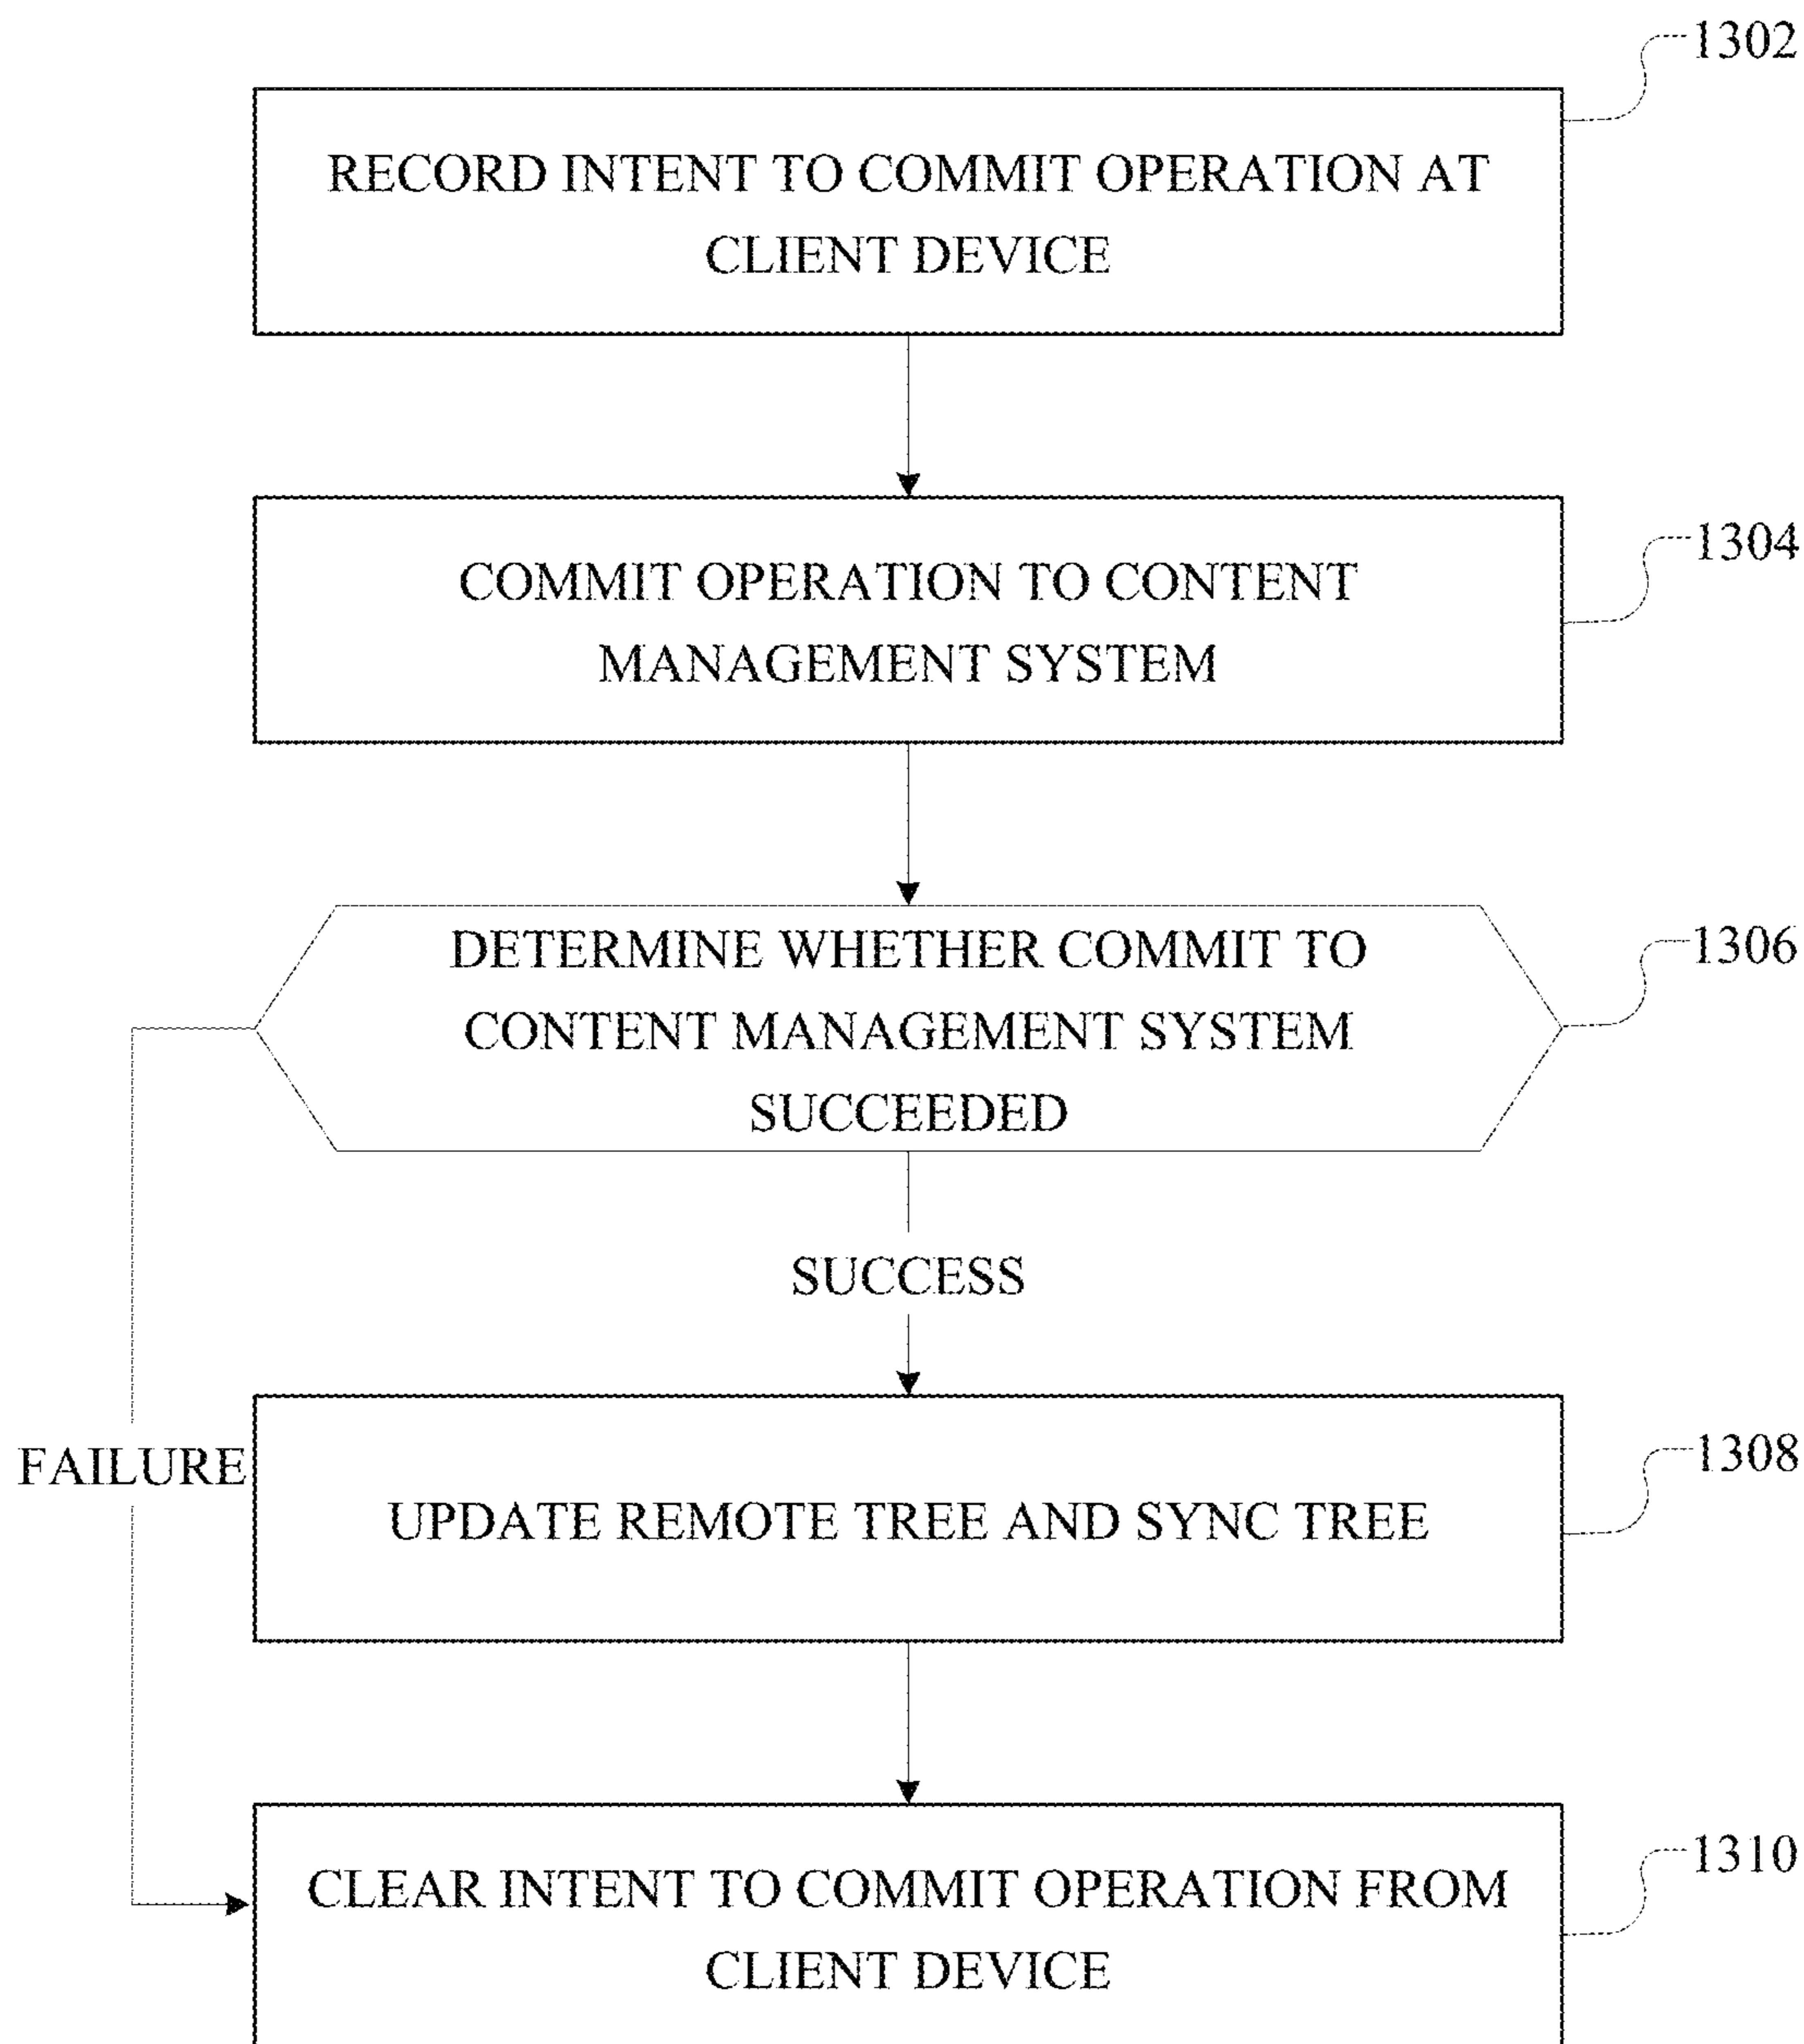 1302
RECORD INTENT TO COMMIT OPERATION AT
CLIENT DEVICE
1304
COMMIT OPERATION TO CONTENT
MANAGEMENT SYSTEM
1306
DETERMINE WHETHER COMMIT TO
CONTENT MANAGEMENT SYSTEM
SUCCEEDED
SUCCESS
FAILURE
1308
UPDATE REMOTE TREE AND SYNC TREE
1310
CLEAR INTENT TO COMMIT OPERATION FROM
CLIENT DEVICE